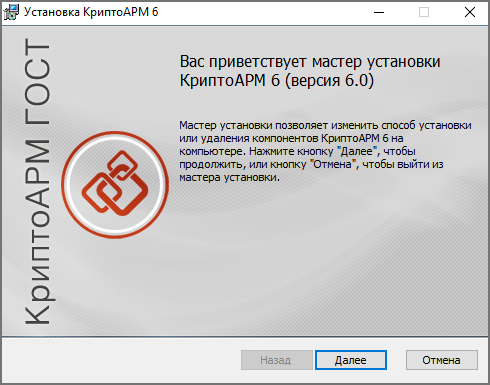 Установка КриптоАРМ 6
КриптоАРМ ГОСТ
Вас приветствует мастер установки
КриптоАРМ 6 (версия 6.0)
Мастер установки позволяет изменить способ установки
или удаления компонентов КриптоАРМ 6 на
компьютере. Нажмите кнопку "Далее", чтобы
продолжить, или кнопку "Отмена", чтобы выйти из
мастера установки.
Назад
Далее
Отмена